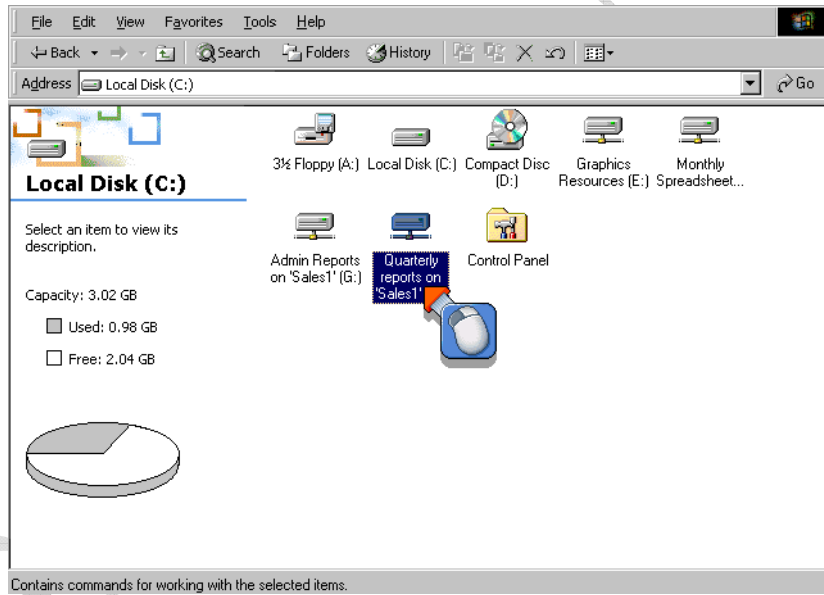 File Edit View Favorites Tools Help
Back Search Folders History
Address Local Disk (C:) Go
Local Disk (C:)
Select an item to view its
description.
Capacity: 3.02 GB
Used: 0.98 GB
Free: 2.04 GB
3½ Floppy (A:)
Local Disk (C:)
Compact Disc
(D:)
Graphics
Resources (E:)
Monthly
Spreadsheet...
Admin Reports
on 'Sales1' (G:)
Quarterly
reports on
'Sales1'
Control Panel
Contains commands for working with the selected items.